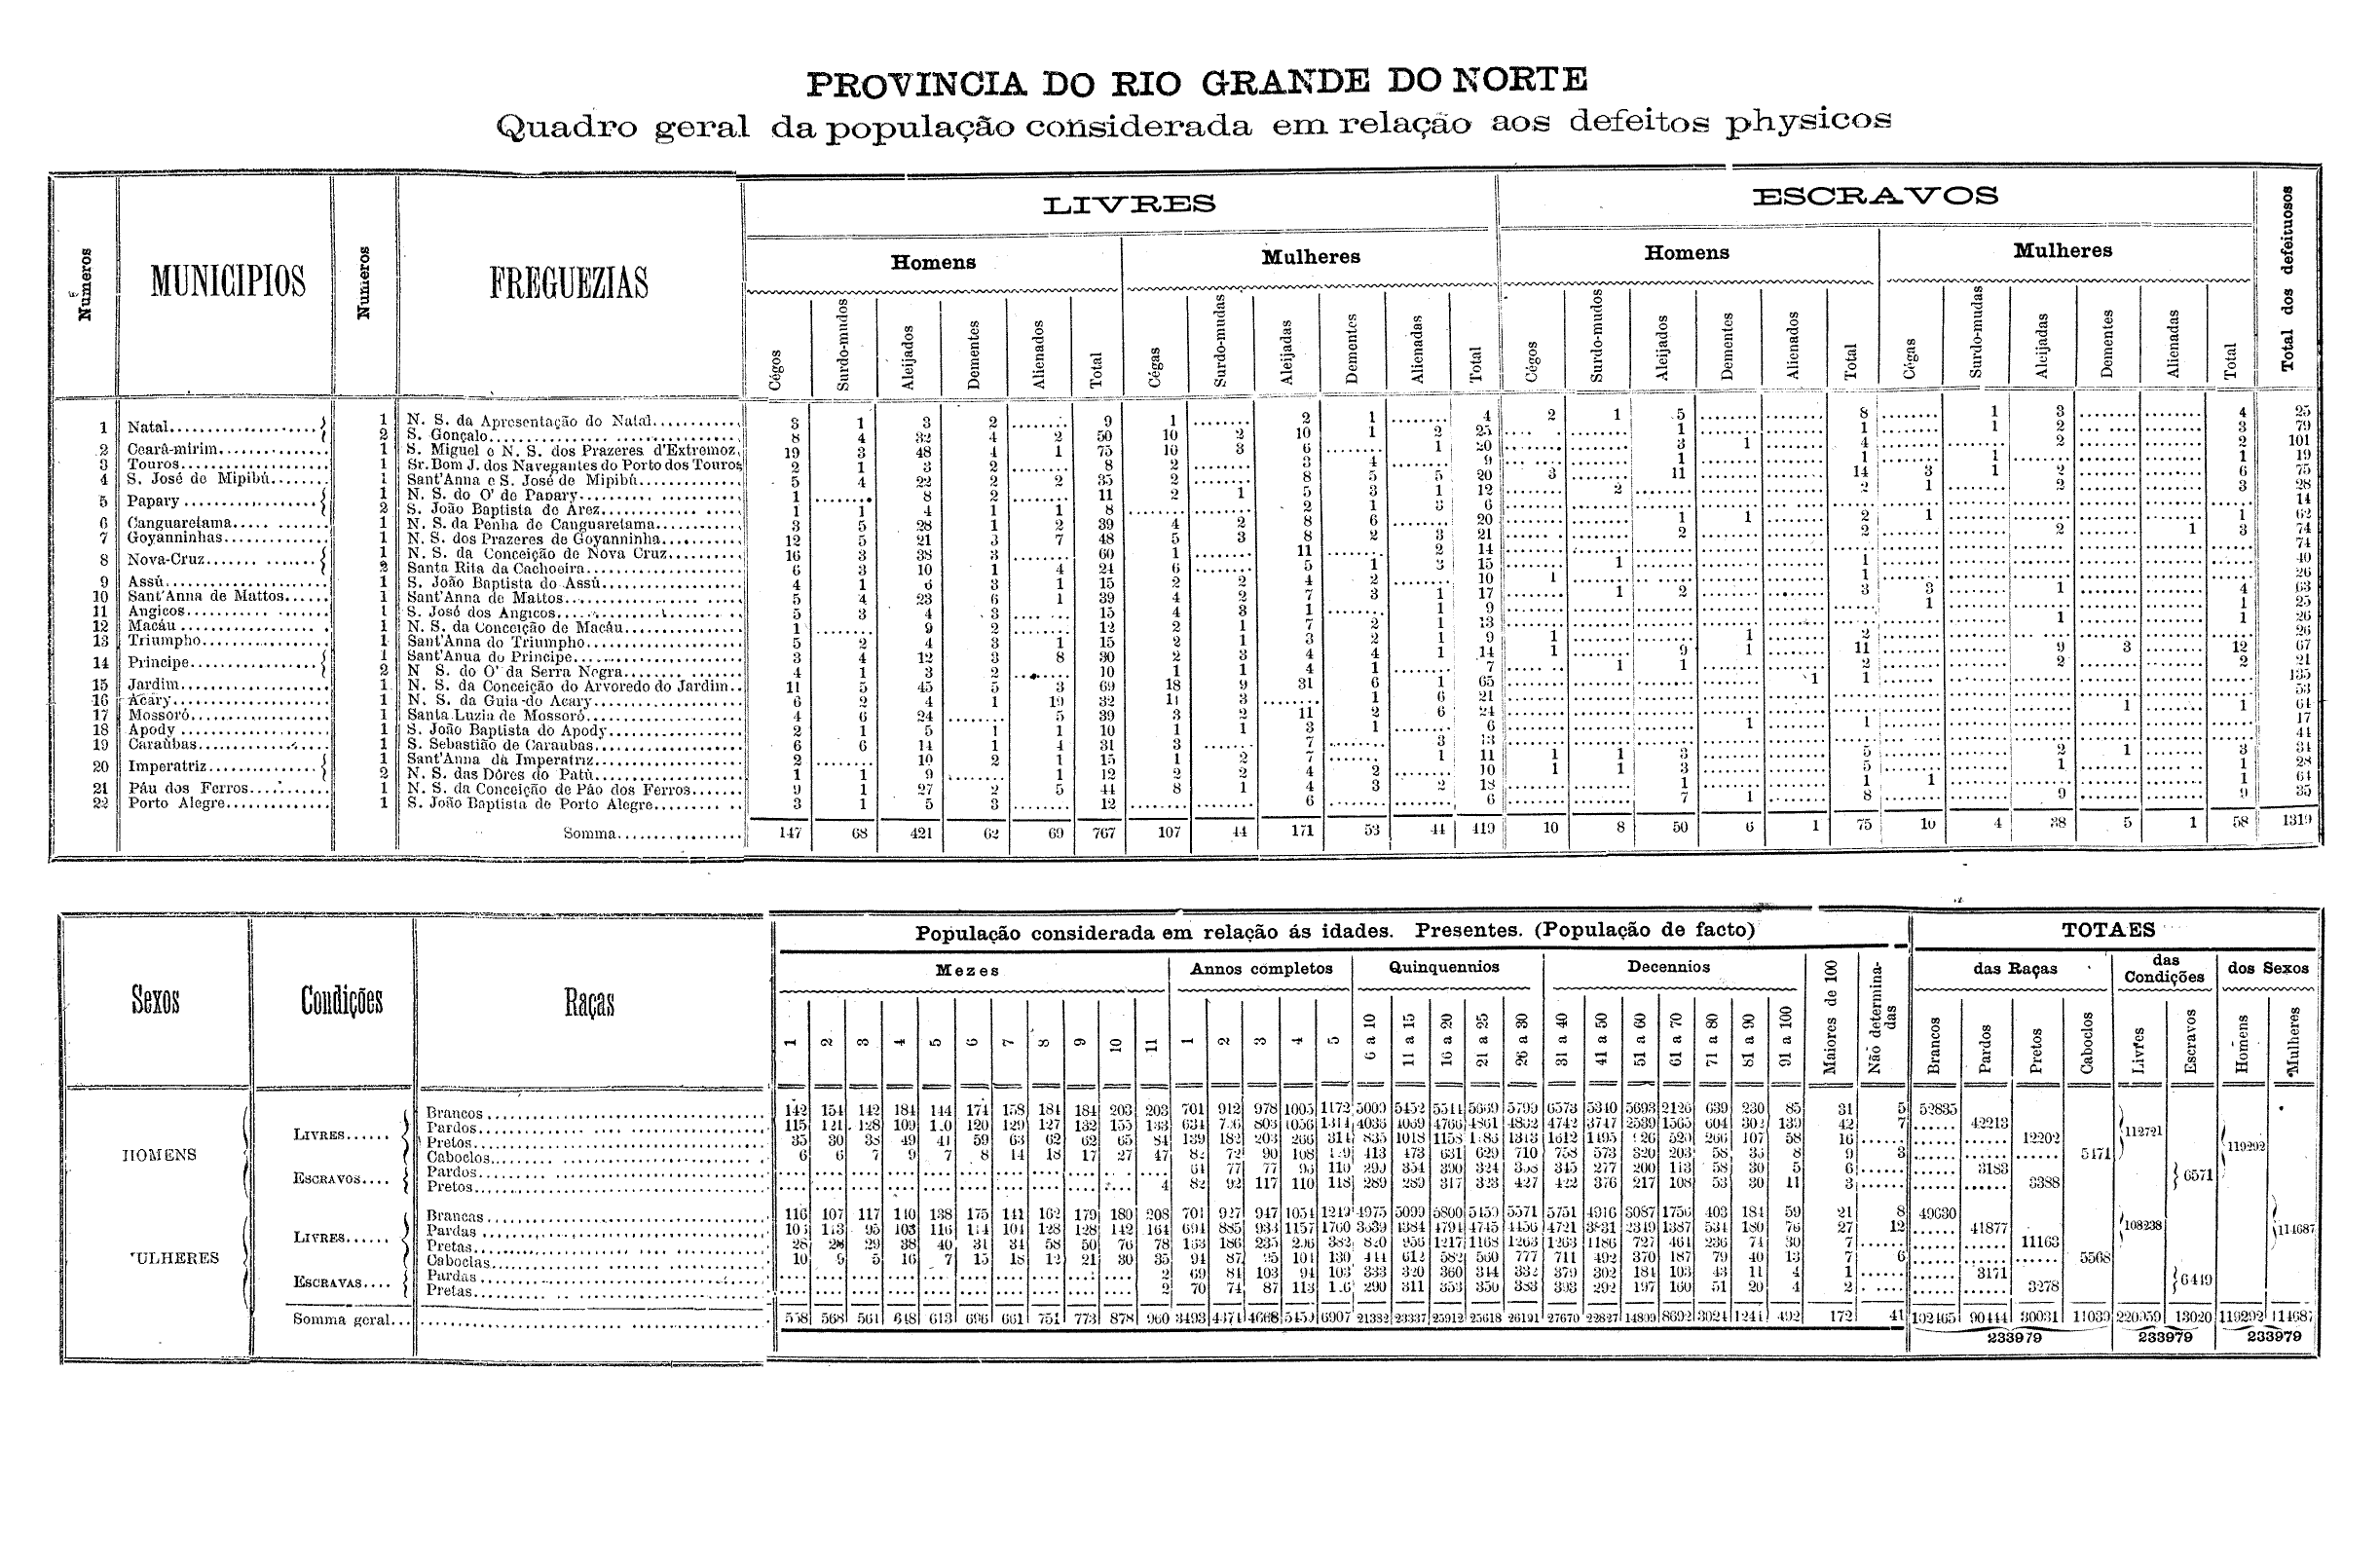 PROVINCIA DO RIO GRANDE DO NORTE
Quadro geral da população considerada em relação aos defeitos physicos
Numeros MUNICIPIOS Numeros FREGUEZIAS LIVRES ESCRAVOS Total dos defeituosos
Homens Mulheres Homens Mulheres
Cégos Surdo-mudos Aleijados Dementes Alienados Total Cégas Surdo-mudas Aleijadas Dementes Alienadas Total Cégos Surdo-mudos Aleijados Dementes Alienados Total Cégas Surdo-mudas Aleijadas Dementes Alienadas Total
1 Natal 1 N. S. da Apresentação do Natal 3 1 3 2 ........ 9 1 ........ 2 1 ........ 4 2 1 5 ........ ........ 8 ........ 1 3 ........ ........ 4 25
2 S. Gonçalo 8 4 32 4 2 50 10 2 10 1 2 25 ........ ........ 1 ........ ........ 1 ........ 1 2 ........ ........ 3 79
2 Ceará-mirim 1 S. Miguel e N. S. dos Prazeres d'Extremoz 19 3 48 4 1 75 10 3 6 ........ 1 20 ........ ........ 3 1 ........ 4 ........ ........ 2 ........ ........ 2 101
3 Touros 1 Sr. Bom J. dos Navegantes do Porto dos Touros 2 1 3 2 ........ 8 2 ........ 3 4 ........ 9 ........ ........ 1 ........ ........ 1 ........ 1 ........ ........ ........ 1 19
4 S. José de Mipibú 1 Sant'Anna e S. José de Mipibú 5 4 22 2 2 35 2 ........ 8 5 5 20 3 ........ 11 ........ ........ 14 3 1 2 ........ ........ 6 75
5 Papary 1 N. S. do O' de Papary 1 ........ 8 2 ........ 11 2 1 5 3 1 12 ........ 2 ........ ........ ........ 2 1 ........ 2 ........ ........ 3 28
2 S. João Baptista de Arez 1 1 4 1 1 8 ........ ........ 2 1 3 6 ........ 14
6 Canguaretama 1 N. S. da Penha de Canguaretama 3 5 28 1 2 39 4 2 8 6 ........ 20 ........ ........ 1 1 ........ 2 1 ........ ........ ........ ........ 1 62
7 Goyanninhas 1 N. S. dos Prazeres de Goyanninha 12 5 21 3 7 48 5 3 8 2 3 21 ........ ........ 2 ........ ........ 2 ........ ........ 2 ........ 1 3 74
8 Nova-Cruz 1 N. S. da Conceição de Nova Cruz 16 3 38 3 ........ 60 1 ........ 11 ........ 2 14 ........ 74
2 Santa Rita da Cachoeira 6 3 10 1 4 24 6 ........ 5 1 3 15 ........ 1 ........ ........ ........ 1 ........ 40
9 Assú 1 S. João Baptista do Assú 4 1 6 3 1 15 2 2 4 2 ........ 10 1 ........ ........ ........ ........ 1 ........ 26
10 Sant'Anna de Mattos 1 Sant'Anna de Mattos 5 4 23 6 1 39 4 2 7 3 1 17 ........ 1 2 ........ ........ 3 3 ........ 1 ........ ........ 4 63
11 Angicos 1 S. José dos Angicos 5 3 4 3 ........ 15 4 3 1 ........ 1 9 ........ 1 ........ ........ ........ ........ 1 25
12 Macáu 1 N. S. da Conceição de Macáu 1 ........ 9 2 ........ 12 2 1 7 2 1 13 ........ 1 ........ ........ 1 26
13 Triumpho 1 Sant'Anna do Triumpho 5 2 4 3 1 15 2 1 3 2 1 9 1 ........ ........ 1 ........ 2 ........ 26
14 Principe 1 Sant'Anna do Principe 3 4 12 3 8 30 2 3 4 4 1 14 1 ........ 9 1 ........ 11 ........ ........ 9 3 ........ 12 67
2 N S. do O' da Serra Negra 4 1 3 2 ........ 10 1 1 4 1 ........ 7 ........ 1 1 ........ ........ 2 ........ ........ 2 ........ ........ 2 21
15 Jardim 1 N. S. da Conceição do Arvoredo do Jardim 11 5 45 5 3 69 18 9 31 6 1 65 ........ 1 1 ........ 135
16 Acary 1 N. S. da Guia do Acary 6 2 4 1 19 32 11 3 ........ 1 6 21 ........ 53
17 Mossoró 1 Santa Luzia de Mossoró 4 6 24 ........ 5 39 3 2 11 2 6 24 ........ 1 ........ 1 64
18 Apody 1 S. João Baptista do Apody 2 1 5 1 1 10 1 1 3 1 ........ 6 ........ 1 ........ 1 ........ 17
19 Caraúbas 1 S. Sebastião de Caraubas 6 6 14 1 4 31 3 ........ 7 ........ 3 13 ........ 44
20 Imperatriz 1 Sant'Anna da Imperatriz 2 ........ 10 2 1 15 1 2 7 ........ 1 11 1 1 3 ........ ........ 5 ........ ........ 2 1 ........ 3 34
2 N. S. das Dôres do Patú 1 1 9 ........ 1 12 2 2 4 2 ........ 10 1 1 3 ........ ........ 5 ........ ........ 1 ........ ........ 1 28
21 Páu dos Ferros 1 N. S. da Conceição de Páo dos Ferros 9 1 27 2 5 44 8 1 4 3 2 18 ........ ........ 1 ........ ........ 1 1 ........ ........ ........ ........ 1 64
22 Porto Alegre 1 S. João Baptista de Porto Alegre 3 1 5 3 ........ 12 ........ ........ 6 ........ ........ 6 ........ ........ 7 1 ........ 8 ........ ........ 9 ........ ........ 9 35
Somma 147 68 421 62 69 767 107 44 171 53 44 419 10 8 50 6 1 75 10 4 38 5 1 58 1319
Sexos Condições Raças População considerada em relação ás idades. Presentes. (População de facto) TOTAES
Mezes Annos completos Quinquennios Decennios Maiores de 100 Não determinadas das Raças das Condições dos Sexos
1 2 3 4 5 6 7 8 9 10 11 1 2 3 4 5 6 a 10 11 a 15 16 a 20 21 a 25 26 a 30 31 a 40 41 a 50 51 a 60 61 a 70 71 a 80 81 a 90 91 a 100 Brancos Pardos Pretos Caboclos Livres Escravos Homens Mulheres
HOMENS LIVRES Brancos 142 154 142 184 144 174 158 184 184 203 203 701 912 978 1005 1172 5009 5452 5799 6573 5340 5693 2126 639 230 85 31 5 52835 112721 119292
Pardos 115 121 128 109 120 129 127 132 155 634 803 1056 1314 4036 4069 4766 4861 4852 4742 3747 2539 1565 604 302 139 42 7 42213
Pretos 35 30 38 49 41 59 63 62 62 65 84 139 182 203 266 314 835 1018 1158 1313 1612 1495 520 266 107 58 16 12202
Caboclos 6 6 7 9 7 8 14 18 17 27 47 82 72 90 108 413 473 631 629 710 758 573 320 203 58 35 8 9 3 5471
ESCRAVOS Pardos 61 77 77 110 290 354 390 324 345 277 200 113 58 30 5 6 3183 6571
Pretos 4 82 92 117 110 118 289 289 317 323 427 422 376 217 108 53 30 11 3 3388
ULHERES LIVRES Brancas 116 107 117 110 138 175 141 162 179 180 208 701 927 947 1054 1219 4975 5099 5800 5159 5571 5751 4916 3087 1756 403 184 59 21 8 49630 108238 114687
Pardas 95 103 116 104 128 128 142 164 694 885 933 1157 1760 4791 4745 4456 4721 3831 2349 1387 534 180 76 27 12 41877
Pretas 28 29 38 40 31 34 58 50 76 78 186 235 382 820 956 1217 1168 1263 1263 1186 727 461 236 74 30 7 11163
Caboclas 10 5 16 7 15 18 12 21 30 35 94 87 104 130 444 612 582 560 777 711 492 370 187 79 40 13 7 6 5568
ESCRAVAS Pardas 2 69 84 103 94 103 333 320 360 344 332 379 302 184 103 43 11 4 1 3171 6449
Pretas 2 70 74 87 113 290 311 353 350 383 393 292 197 160 51 20 4 2 3278
Somma geral 558 568 561 648 613 696 661 751 773 878 960 3493 4374 4668 5459 6907 21382 23337 25912 25618 26191 27670 22827 14809 8692 3024 1241 492 172 41 102465 90444 30031 11039 220959 13020 119292 114687
233979 233979 233979